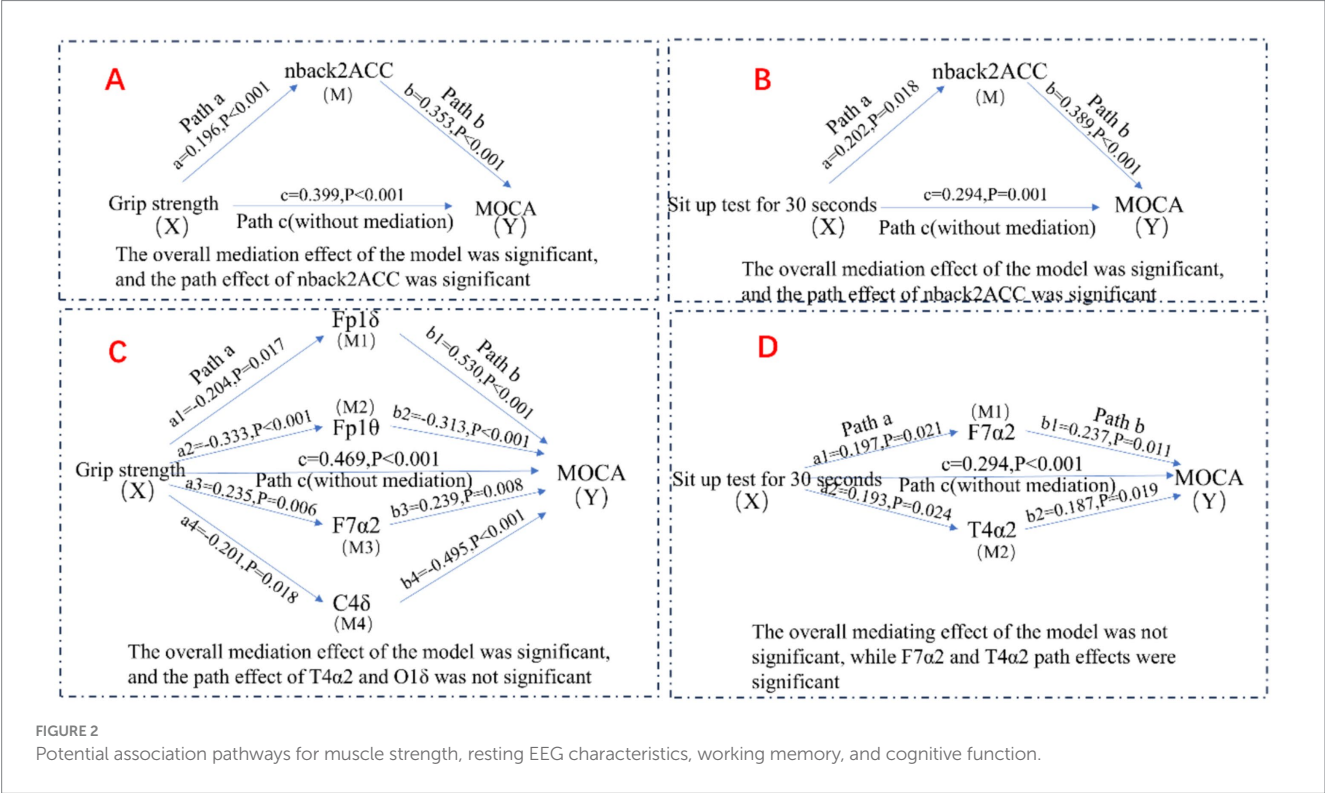 A
nback2ACC
(M)
Path a
a=0.196,P<0.001
Path b
b=0.353,P<0.001
Grip strength
(X)
c=0.399,P<0.001
Path c(without mediation)
MOCA
(Y)
The overall mediation effect of the model was significant,
and the path effect of nback2ACC was significant
B
nback2ACC
(M)
Path a
a=0.202,P=0.018
Path b
b=0.389,P<0.001
Sit up test for 30 seconds
(X)
c=0.294,P=0.001
Path c(without mediation)
MOCA
(Y)
The overall mediation effect of the model was significant,
and the path effect of nback2ACC was significant
C
Fp1δ
(M1)
Path a
a1=-0.204,P=0.017
b1=0.530,P<0.001
Path b
(M2)
Fp1θ
a2=-0.333,P<0.001
b2=-0.313,P<0.001
Grip strength
(X)
c=0.469,P<0.001
Path c(without mediation)
MOCA
(Y)
a3=0.235,P=0.006
F7α2
(M3)
b3=0.239,P=0.008
a4=-0.201,P=0.018
C4δ
(M4)
b4=-0.495,P<0.001
The overall mediation effect of the model was significant,
and the path effect of T4α2 and O1δ was not significant
D
(M1)
F7α2
Path a
a1=0.197,P=0.021
Path b
b1=0.237,P=0.011
Sit up test for 30 seconds
(X)
c=0.294,P<0.001
Path c(without mediation)
MOCA
(Y)
a2=0.193,P=0.024
T4α2
(M2)
b2=0.187,P=0.019
The overall mediating effect of the model was not
significant, while F7α2 and T4α2 path effects were
significant
FIGURE 2
Potential association pathways for muscle strength, resting EEG characteristics, working memory, and cognitive function.